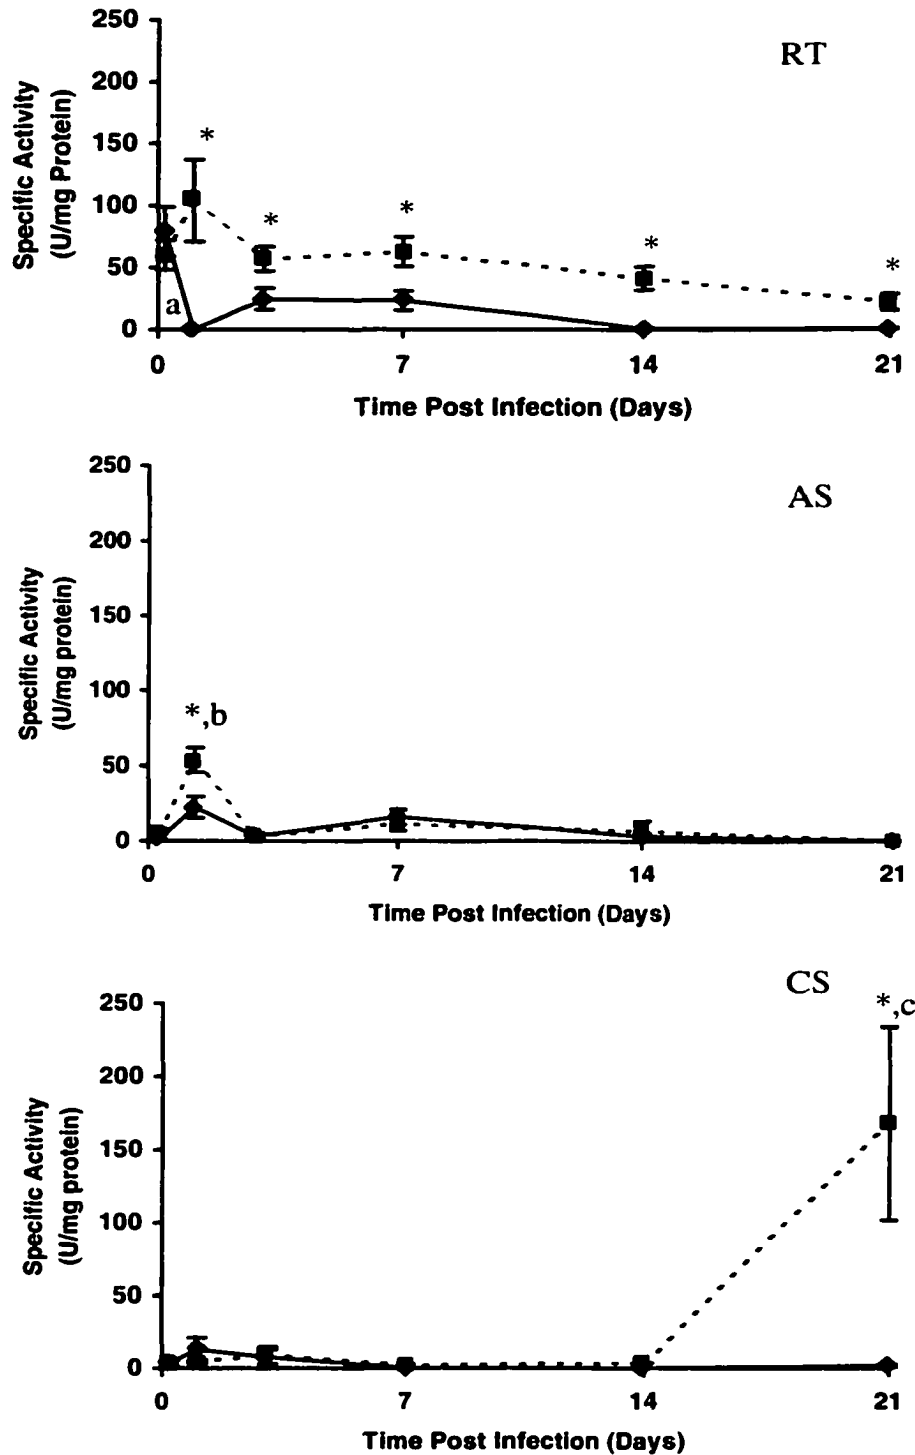 RT
250
200
150
100
50
0
Specific Activity
(U/mg Protein)
*
*
*
*
*
a
0 7 14 21
Time Post Infection (Days)
AS
250
200
150
100
50
0
Specific Activity
(U/mg protein)
*,b
0 7 14 21
Time Post Infection (Days)
CS
250
200
150
100
50
0
Specific Activity
(U/mg protein)
*,c
0 7 14 21
Time Post Infection (Days)